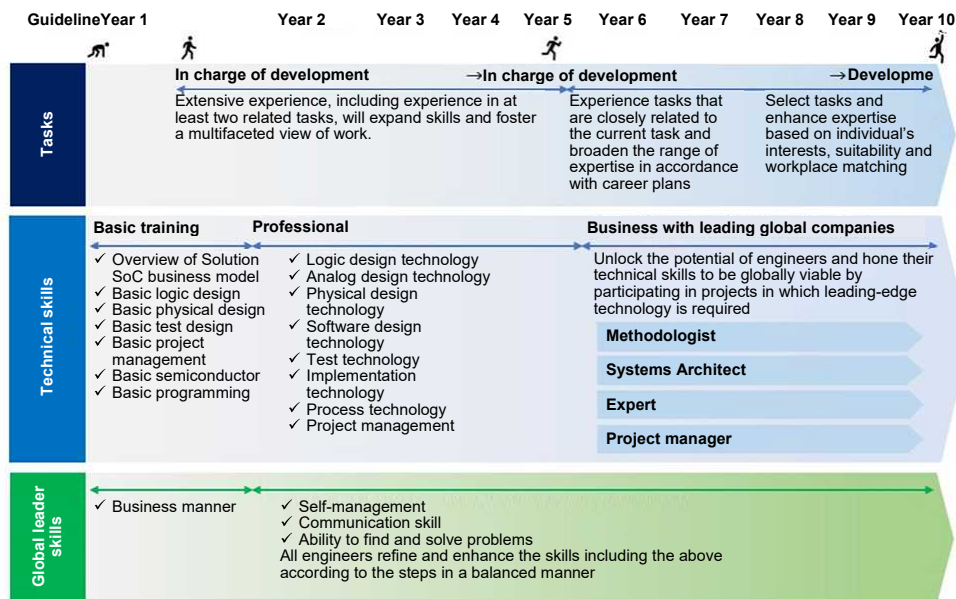 GuidelineYear 1 Year 2 Year 3 Year 4 Year 5 Year 6 Year 7 Year 8 Year 9 Year 10
Tasks
In charge of development →In charge of development →Developme
Extensive experience, including experience in at
least two related tasks, will expand skills and foster
a multifaceted view of work.
Experience tasks that
are closely related to
the current task and
broaden the range of
expertise in accordance
with career plans
Select tasks and
enhance expertise
based on individual's
interests, suitability and
workplace matching
Technical skills
Basic training
✓ Overview of Solution
SoC business model
✓ Basic logic design
✓ Basic physical design
✓ Basic test design
✓ Basic project
management
✓ Basic semiconductor
✓ Basic programming
Professional
✓ Logic design technology
✓ Analog design technology
✓ Physical design
technology
✓ Software design
technology
✓ Test technology
✓ Implementation
technology
✓ Process technology
✓ Project management
Business with leading global companies
Unlock the potential of engineers and hone their
technical skills to be globally viable by
participating in projects in which leading-edge
technology is required
Methodologist
Systems Architect
Expert
Project manager
Global leader
skills
✓ Business manner
✓ Self-management
✓ Communication skill
✓ Ability to find and solve problems
All engineers refine and enhance the skills including the above
according to the steps in a balanced manner